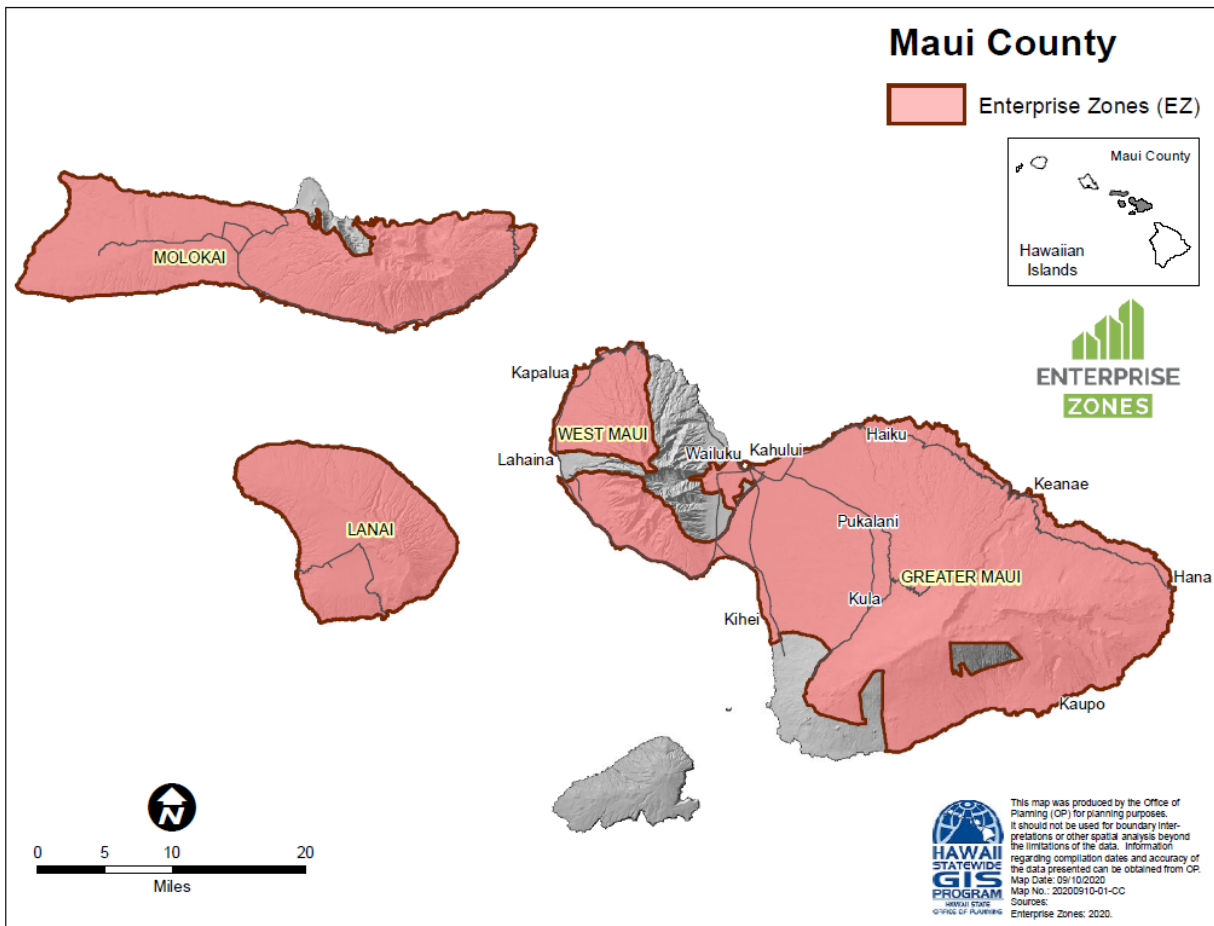 Maui County
Enterprise Zones (EZ)
Maui County
Hawaiian
Islands
ENTERPRISE
ZONES
MOLOKAI
Kapalua
WEST MAUI
Lahaina
Wailuku
Kahului
Haiku
Keanae
LANAI
Pukalani
GREATER MAUI
Hana
Kula
Kihei
Kaupo
N
0 5 10 20
Miles
HAWAII
STATEWIDE
GIS
PROGRAM
HAWAII STATE
OFFICE OF PLANNING
This map was produced by the Office of
Planning (OP) for planning purposes.
It should not be used for boundary inter-
pretations or other spatial analysis beyond
the limitations of the data. Information
regarding compilation dates and accuracy of
the data presented can be obtained from OP.
Map Date: 09/10/2020
Map No.: 20200910-01-CC
Sources:
Enterprise Zones: 2020.